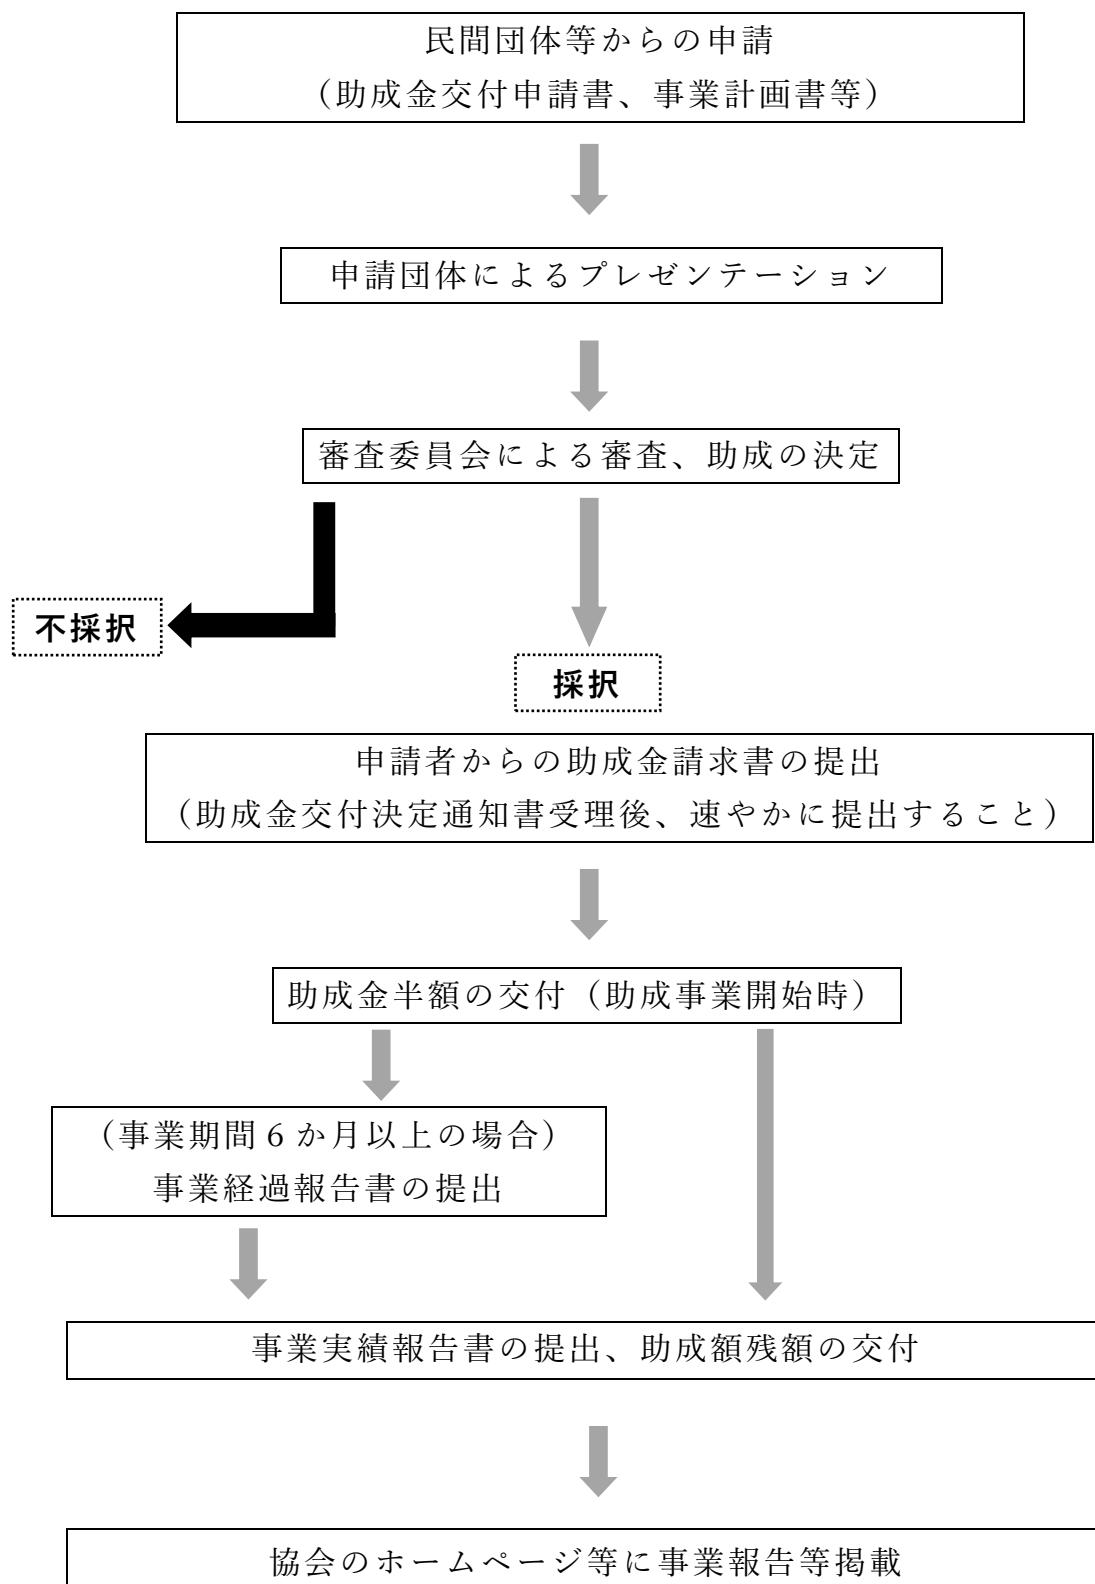 民間団体等からの申請
（助成金交付申請書、事業計画書等）
申請団体によるプレゼンテーション
審査委員会による審査、助成の決定
不採択
採択
申請者からの助成金請求書の提出
（助成金交付決定通知書受理後、速やかに提出すること）
助成金半額の交付（助成事業開始時）
（事業期間６か月以上の場合）
事業経過報告書の提出
事業実績報告書の提出、助成額残額の交付
協会のホームページ等に事業報告等掲載